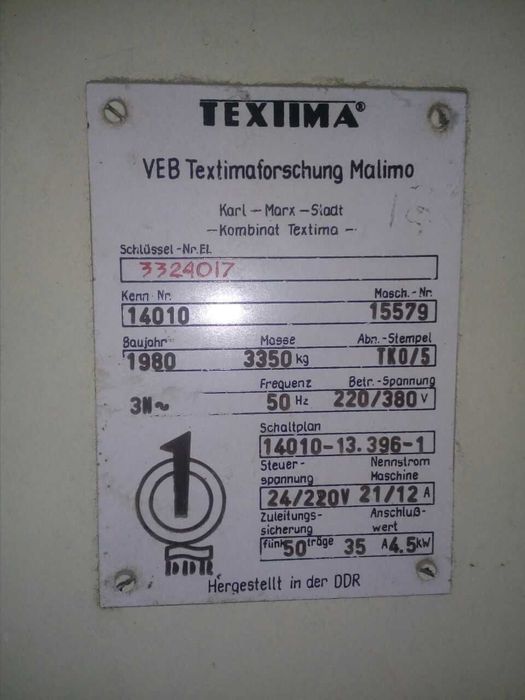 TEXTIMA®
VEB Textimaforschung Malimo
Karl-Marx-Stadt
-Kombinat Textima-
Schlüssel-Nr.El.
3324017
Kenn Nr. Masch.-Nr.
14010 15579
Baujahr Masse Abn.-Stempel
1980 3350 kg TKO/5
Frequenz Betr.-Spannung
3N~ 50 Hz 220/380 V
Schaltplan
14010-13.396-1
Steuer- Nennstrom
spannung Maschine
24/220V 21/12 A
Zuleitungs- Anschluß-
sicherung wert
flink 50 träge 35 A 4.5 kW
1
DDR
Hergestellt in der DDR